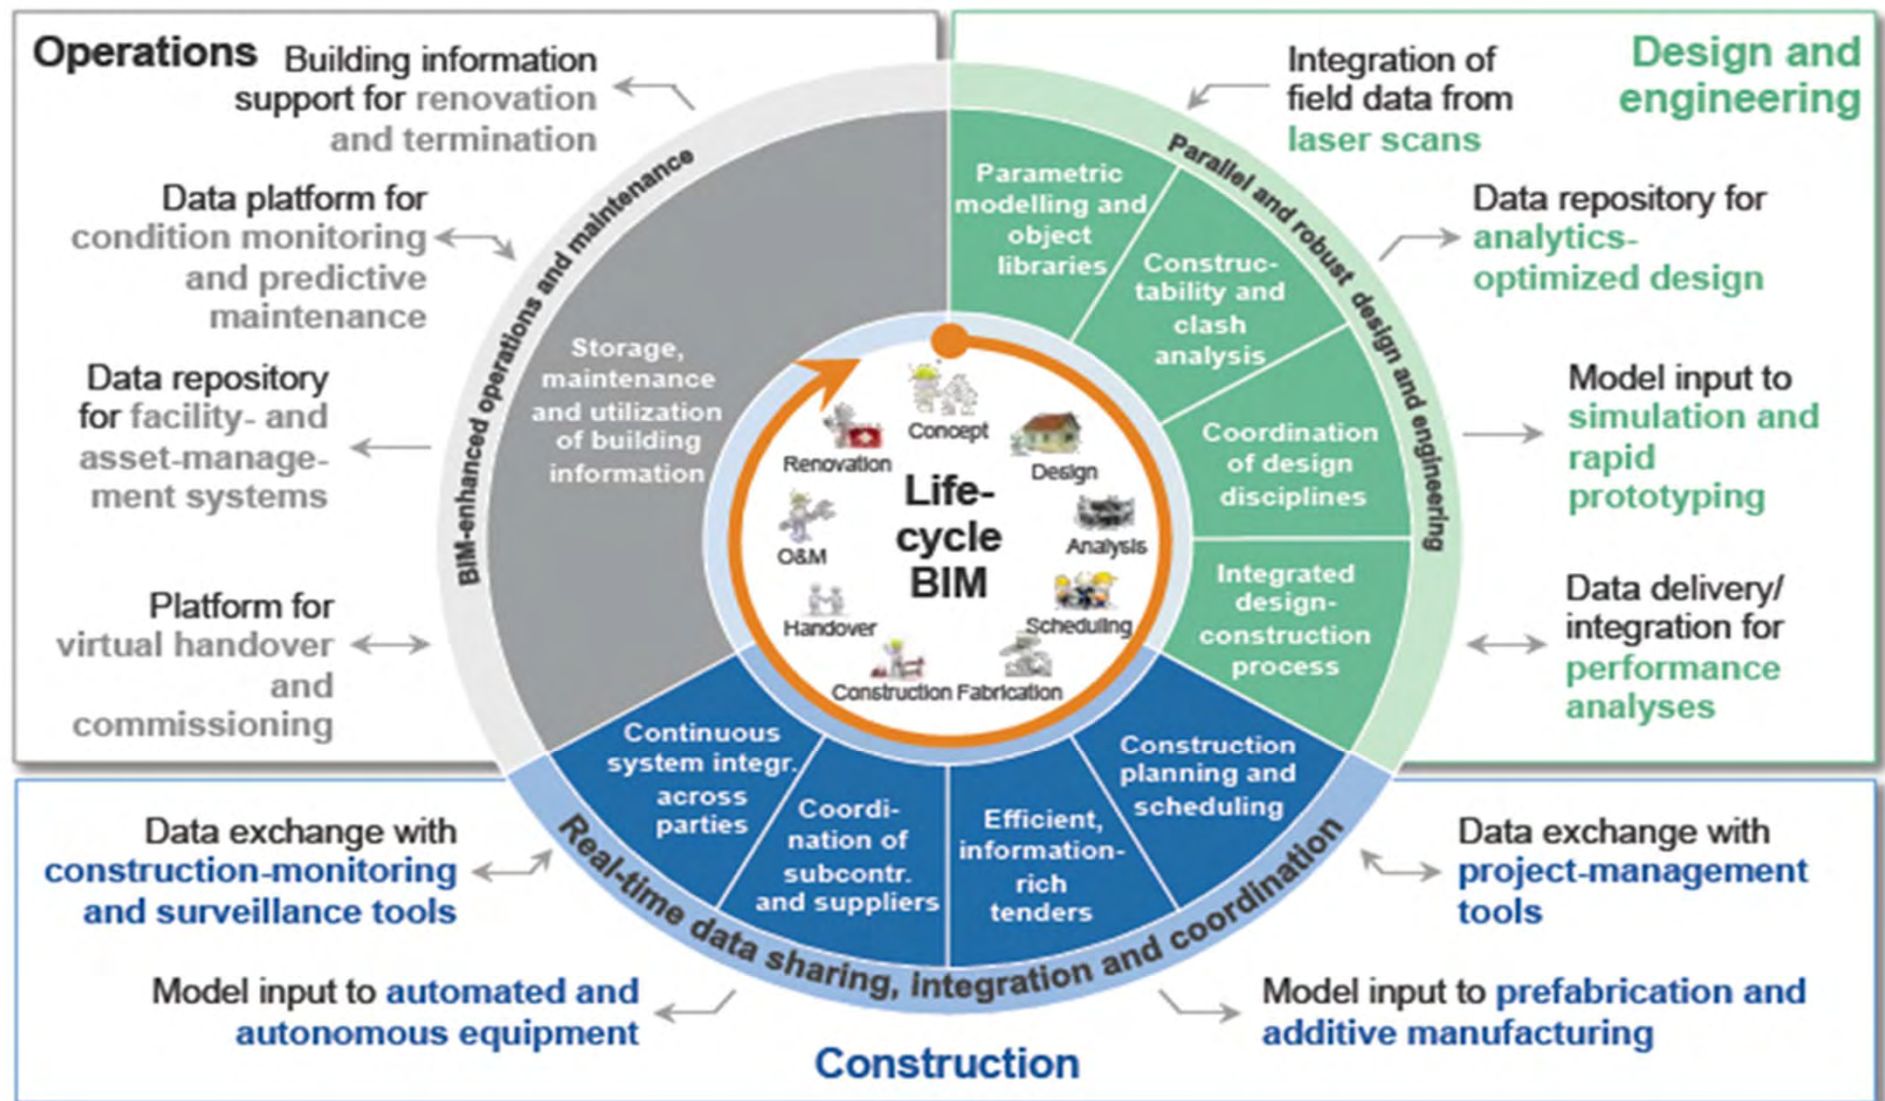 Operations
Building information
support for renovation
and termination
Data platform for
condition monitoring
and predictive
maintenance
Data repository
for facility- and
asset-manage-
ment systems
Platform for
virtual handover
and
commissioning
BIM-enhanced operations and maintenance
Storage,
maintenance
and utilization
of building
information
Design and
engineering
Integration of
field data from
laser scans
Data repository for
analytics-
optimized design
Model input to
simulation and
rapid
prototyping
Data delivery/
integration for
performance
analyses
Parallel and robust design and engineering
Parametric
modelling and
object
libraries
Construc-
tability and
clash
analysis
Coordination
of design
disciplines
Integrated
design-
construction
process
Life-
cycle
BIM
Concept
Design
Analysis
Scheduling
Fabrication
Construction
Handover
O&M
Renovation
Construction
planning and
scheduling
Efficient,
information-
rich
tenders
Coordi-
nation of
subcontr.
and suppliers
Continuous
system integr.
across
parties
Real-time data sharing, integration and coordination
Data exchange with
construction-monitoring
and surveillance tools
Model input to automated and
autonomous equipment
Data exchange with
project-management
tools
Model input to prefabrication and
additive manufacturing
Construction